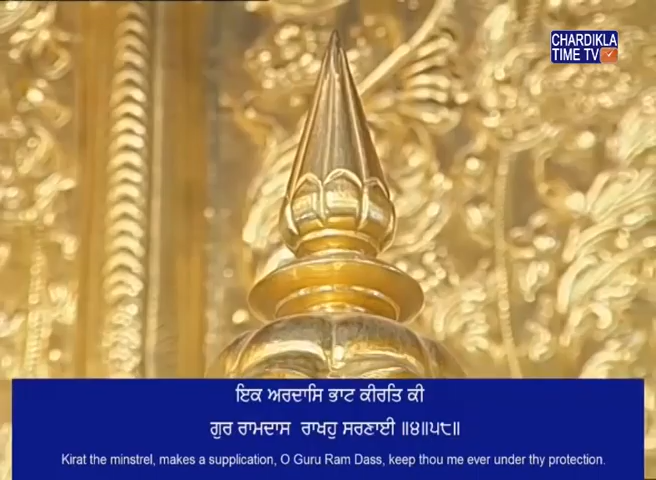 CHARDIKLA
TIME TV
ਇਕ ਅਰਦਾਸਿ ਭਾਟ ਕੀਰਤਿ ਕੀ
ਗੁਰ ਰਾਮਦਾਸ ਰਾਖਹੁ ਸਰਣਾਈ ॥੪॥੫੮॥
Kirat the minstrel, makes a supplication, O Guru Ram Dass, keep thou me ever under thy protection.